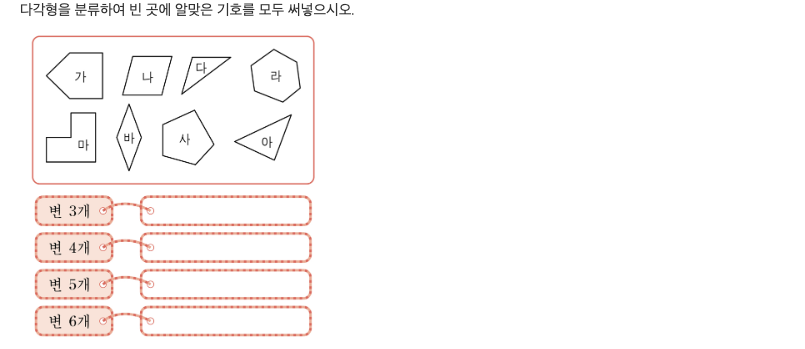 다각형을 분류하여 빈 곳에 알맞은 기호를 모두 써넣으시오.
가 나 다 라
마 바 사 아
변 3개
변 4개
변 5개
변 6개